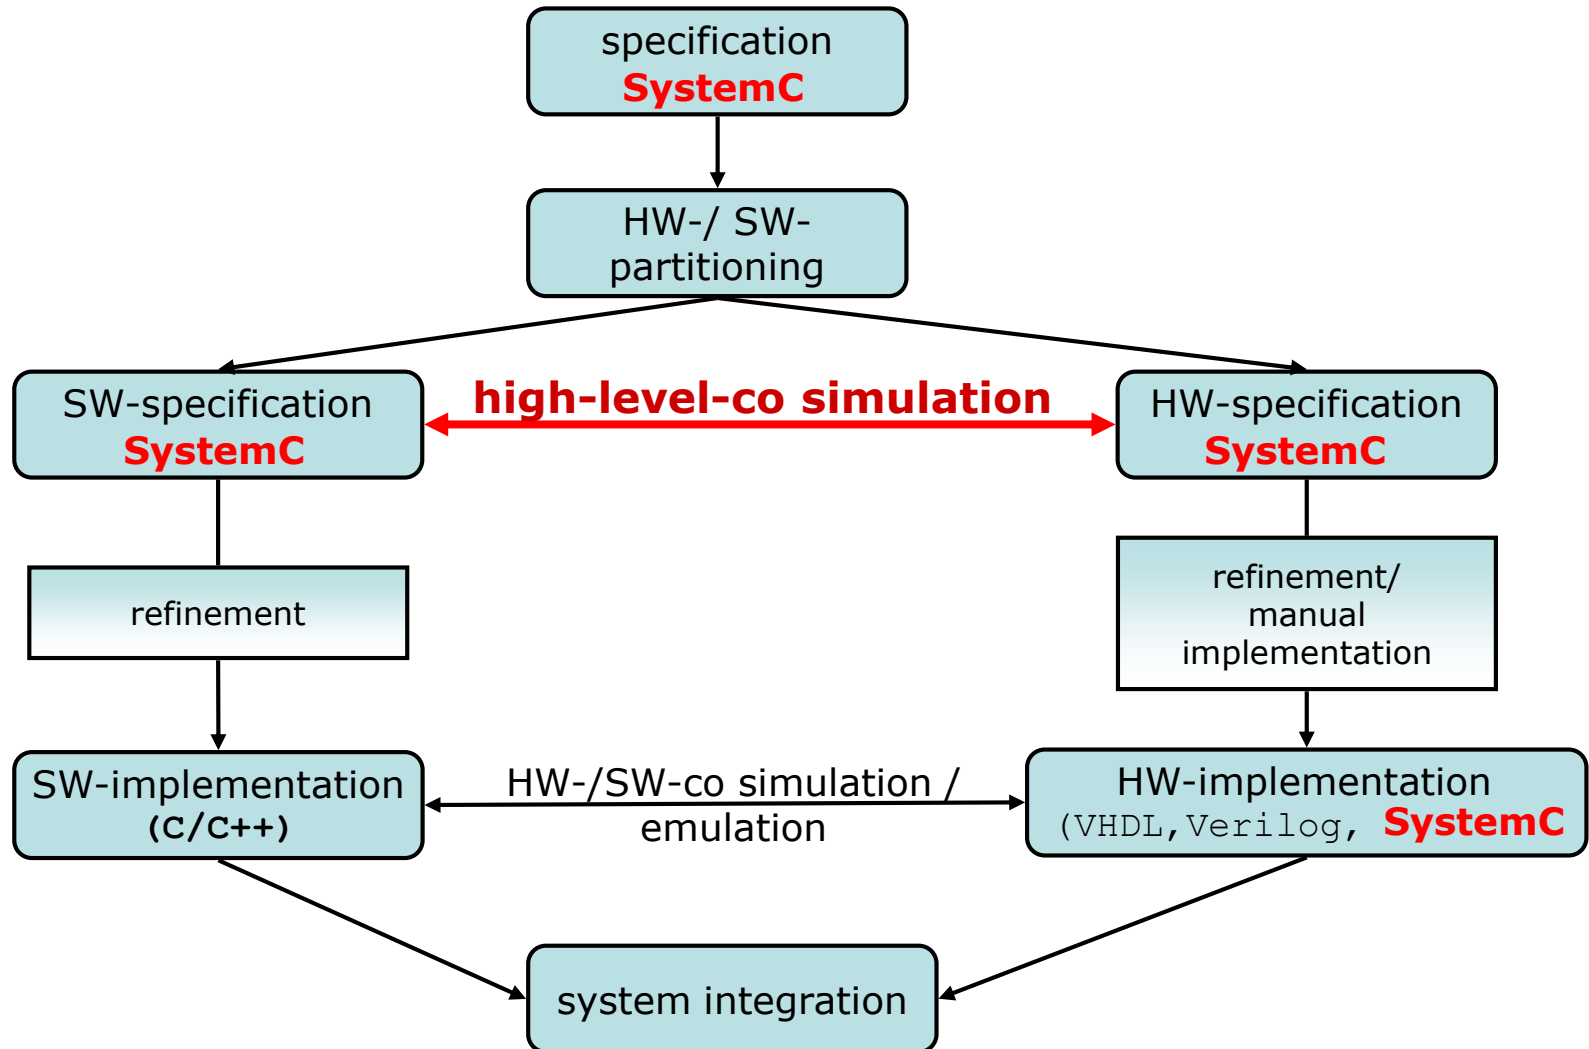 specification
SystemC
HW-/ SW-
partitioning
SW-specification
SystemC
high-level-co simulation
HW-specification
SystemC
refinement
refinement/
manual
implementation
SW-implementation
(C/C++)
HW-/SW-co simulation /
emulation
HW-implementation
(VHDL,Verilog, SystemC
system integration